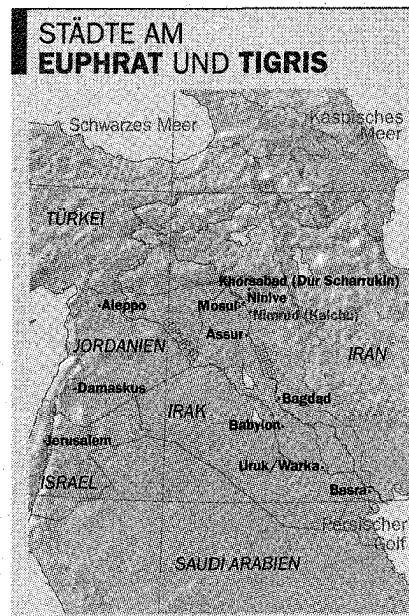 STÄDTE AM
EUPHRAT UND TIGRIS
Kaspisches
Schwarzes Meer
Meer
TÜRKEI
Khorsabad (Dur Scharrukin)
Aleppo
Mosul
Ninive
Nimrud (Kalchu)
Assur
JORDANIEN
IRAN
Damaskus
IRAK
Bagdad
Babylon
Jerusalem
Uruk/Warka
ISRAEL
Basra
Persischer
Golf
SAUDI ARABIEN